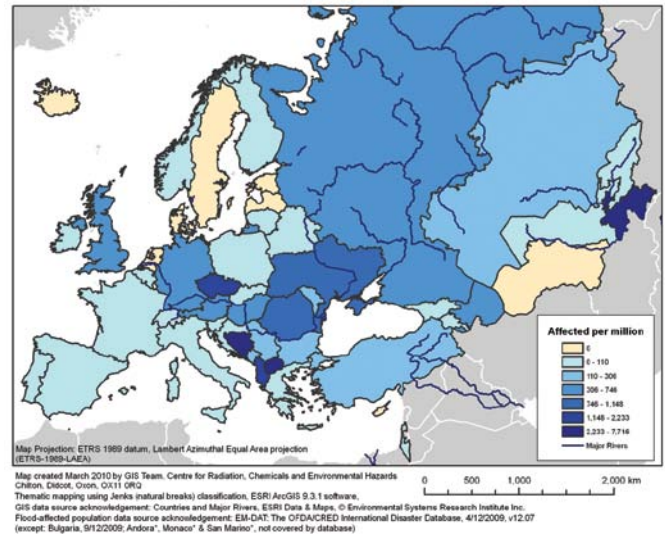 Affected per million
0
0 - 110
110 - 306
306 - 746
746 - 1,148
1,148 - 2,233
2,233 - 7,716
Major Rivers
Map Projection: ETRS 1989 datum, Lambert Azimuthal Equal Area projection
(ETRS-1989-LAEA)
Map created March 2010 by GIS Team, Centre for Radiation, Chemicals and Environmental Hazards
Chilton, Didcot, Oxon, OX11 0RQ
Thematic mapping using Jenks (natural breaks) classification, ESRI ArcGIS 9.3.1 software,
GIS data source acknowledgement: Countries and Major Rivers, ESRI Data & Maps, © Environmental Systems Research Institute Inc.
Flood-affected population data source acknowledgement: EM-DAT: The OFDA/CRED International Disaster Database, 4/12/2009, v12.07
(except: Bulgaria, 9/12/2009; Andora*, Monaco* & San Marino*, not covered by database)
0 500 1,000 2,000 km